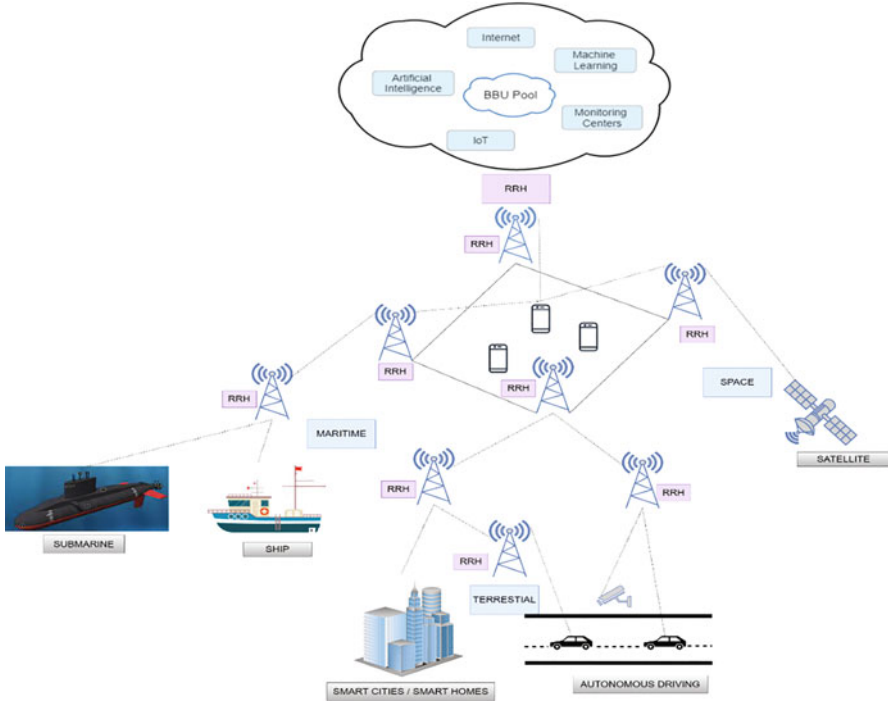 Internet
Machine
Learning
Artificial
Intelligence
BBU Pool
Monitoring
Centers
IoT
RRH
RRH
RRH
RRH
RRH
RRH
SPACE
MARITIME
SATELLITE
RRH
RRH
SUBMARINE
SHIP
RRH
TERRESTIAL
SMART CITIES / SMART HOMES
AUTONOMOUS DRIVING